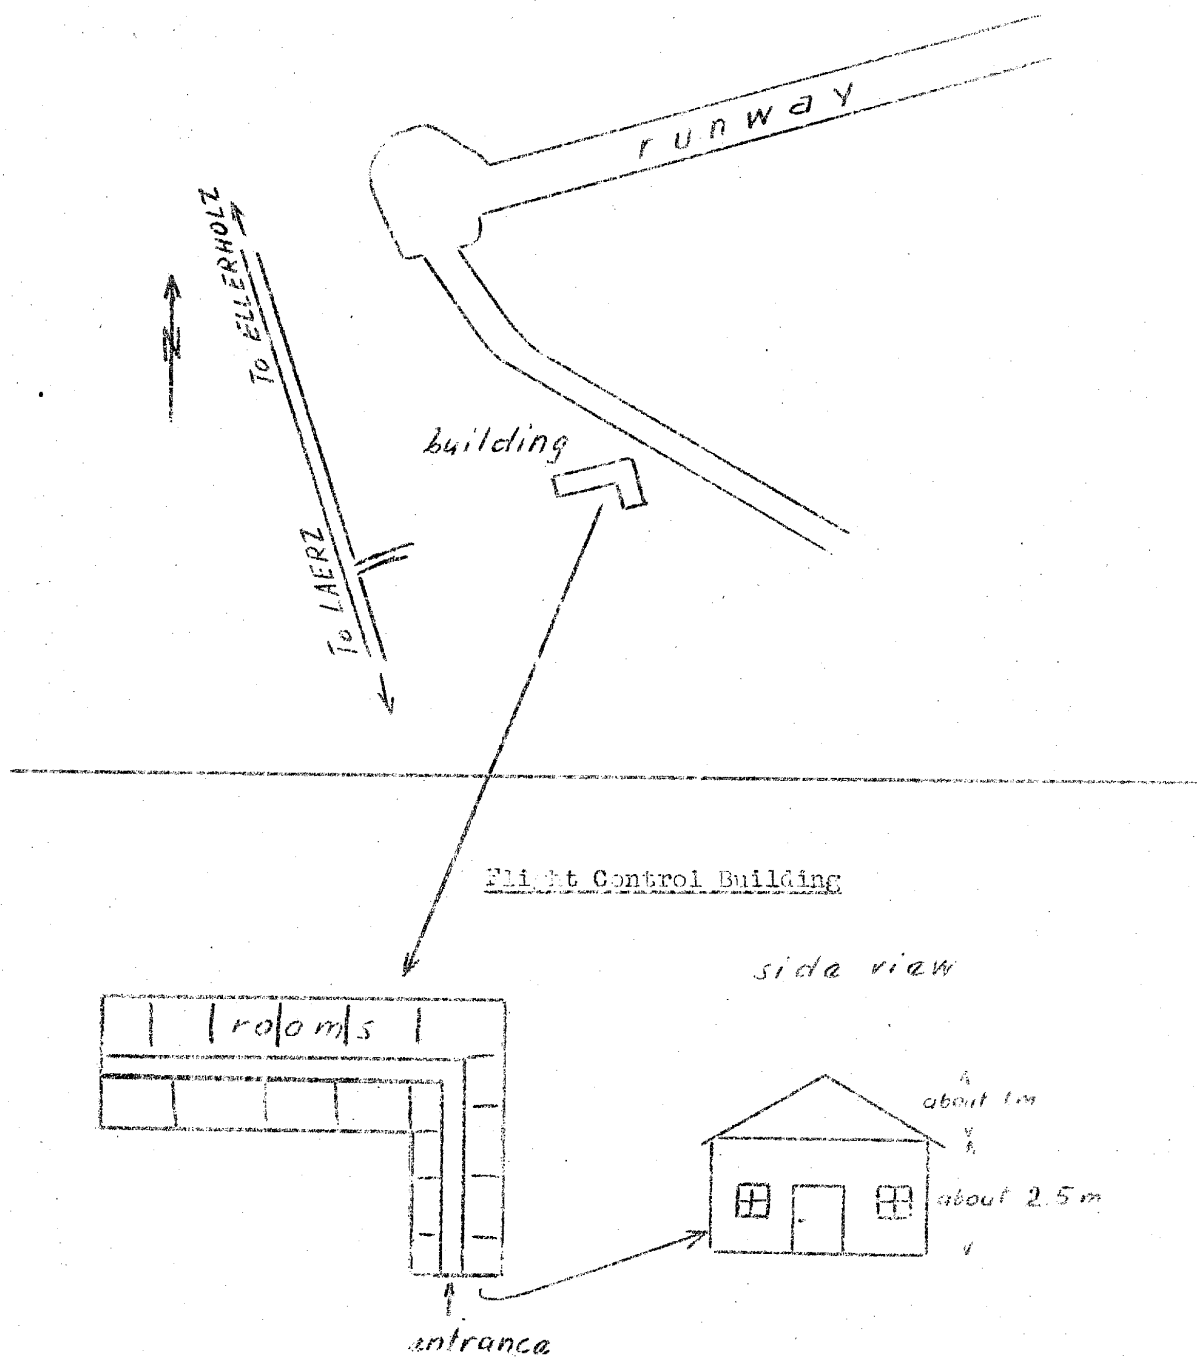 runway
To ELLERHOLZ
N
building
To LAERZ
Flight Control Building
side view
rooms
about 1m
about 2.5m
entrance